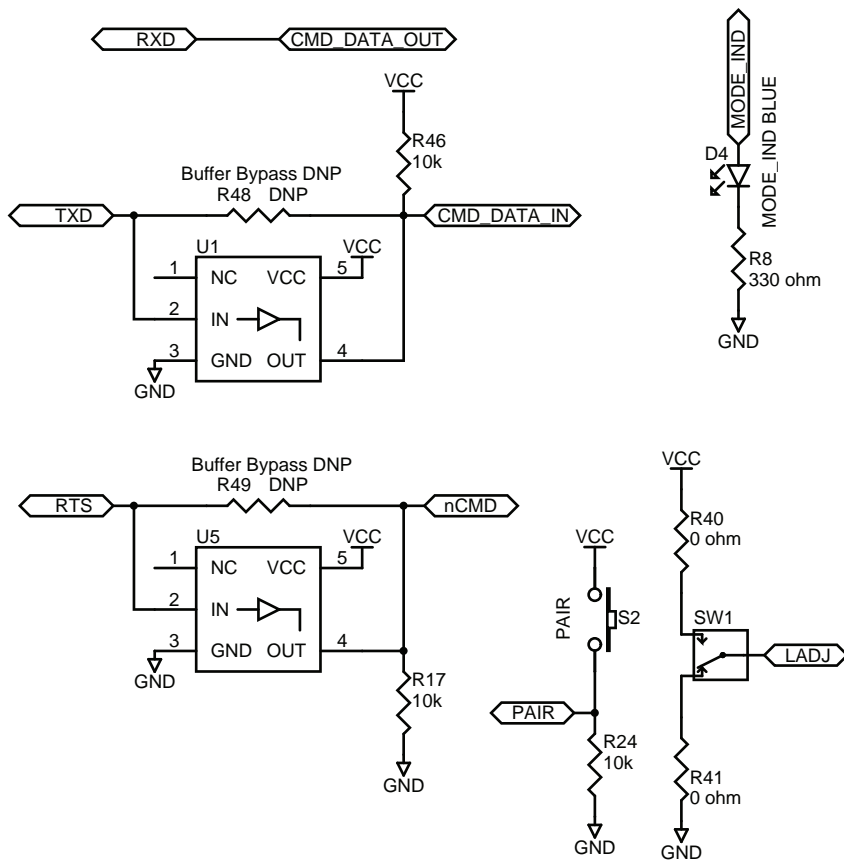 RXD
CMD_DATA_OUT
VCC
R46
10k
Buffer Bypass DNP
R48 DNP
TXD
CMD_DATA_IN
U1
VCC
1
NC
VCC
5
2
IN
3
GND
OUT
4
GND
MODE_IND
D4
MODE_IND BLUE
R8
330 ohm
GND
Buffer Bypass DNP
R49 DNP
RTS
nCMD
U5
VCC
1
NC
VCC
5
2
IN
3
GND
OUT
4
GND
R17
10k
GND
VCC
PAIR
S2
PAIR
R24
10k
GND
VCC
R40
0 ohm
SW1
LADJ
R41
0 ohm
GND